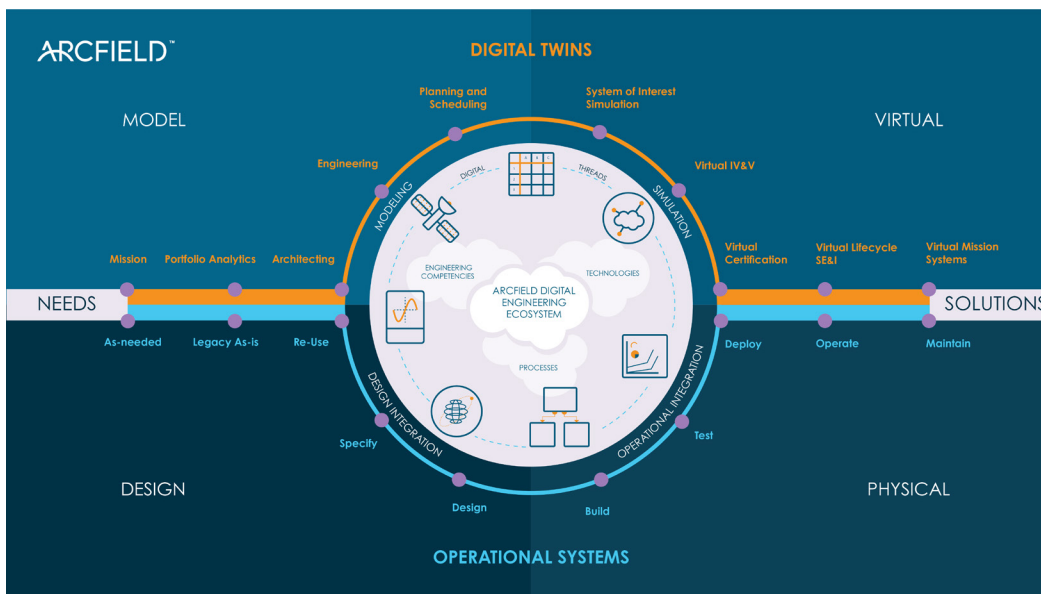 ARCFIELD™
DIGITAL TWINS
MODEL
VIRTUAL
Planning and
Scheduling
System of Interest
Simulation
Engineering
Virtual IV&V
Mission
Portfolio Analytics
Architecting
Virtual
Certification
Virtual Lifecycle
SE&I
Virtual Mission
Systems
MODELING
DIGITAL
THREADS
SIMULATION
ENGINEERING
COMPETENCIES
TECHNOLOGIES
ARCFIELD DIGITAL
ENGINEERING
ECOSYSTEM
PROCESSES
NEEDS
SOLUTIONS
As-needed
Legacy As-is
Re-Use
Deploy
Operate
Maintain
DESIGN INTEGRATION
OPERATIONAL INTEGRATION
Specify
Test
Design
Build
DESIGN
PHYSICAL
OPERATIONAL SYSTEMS